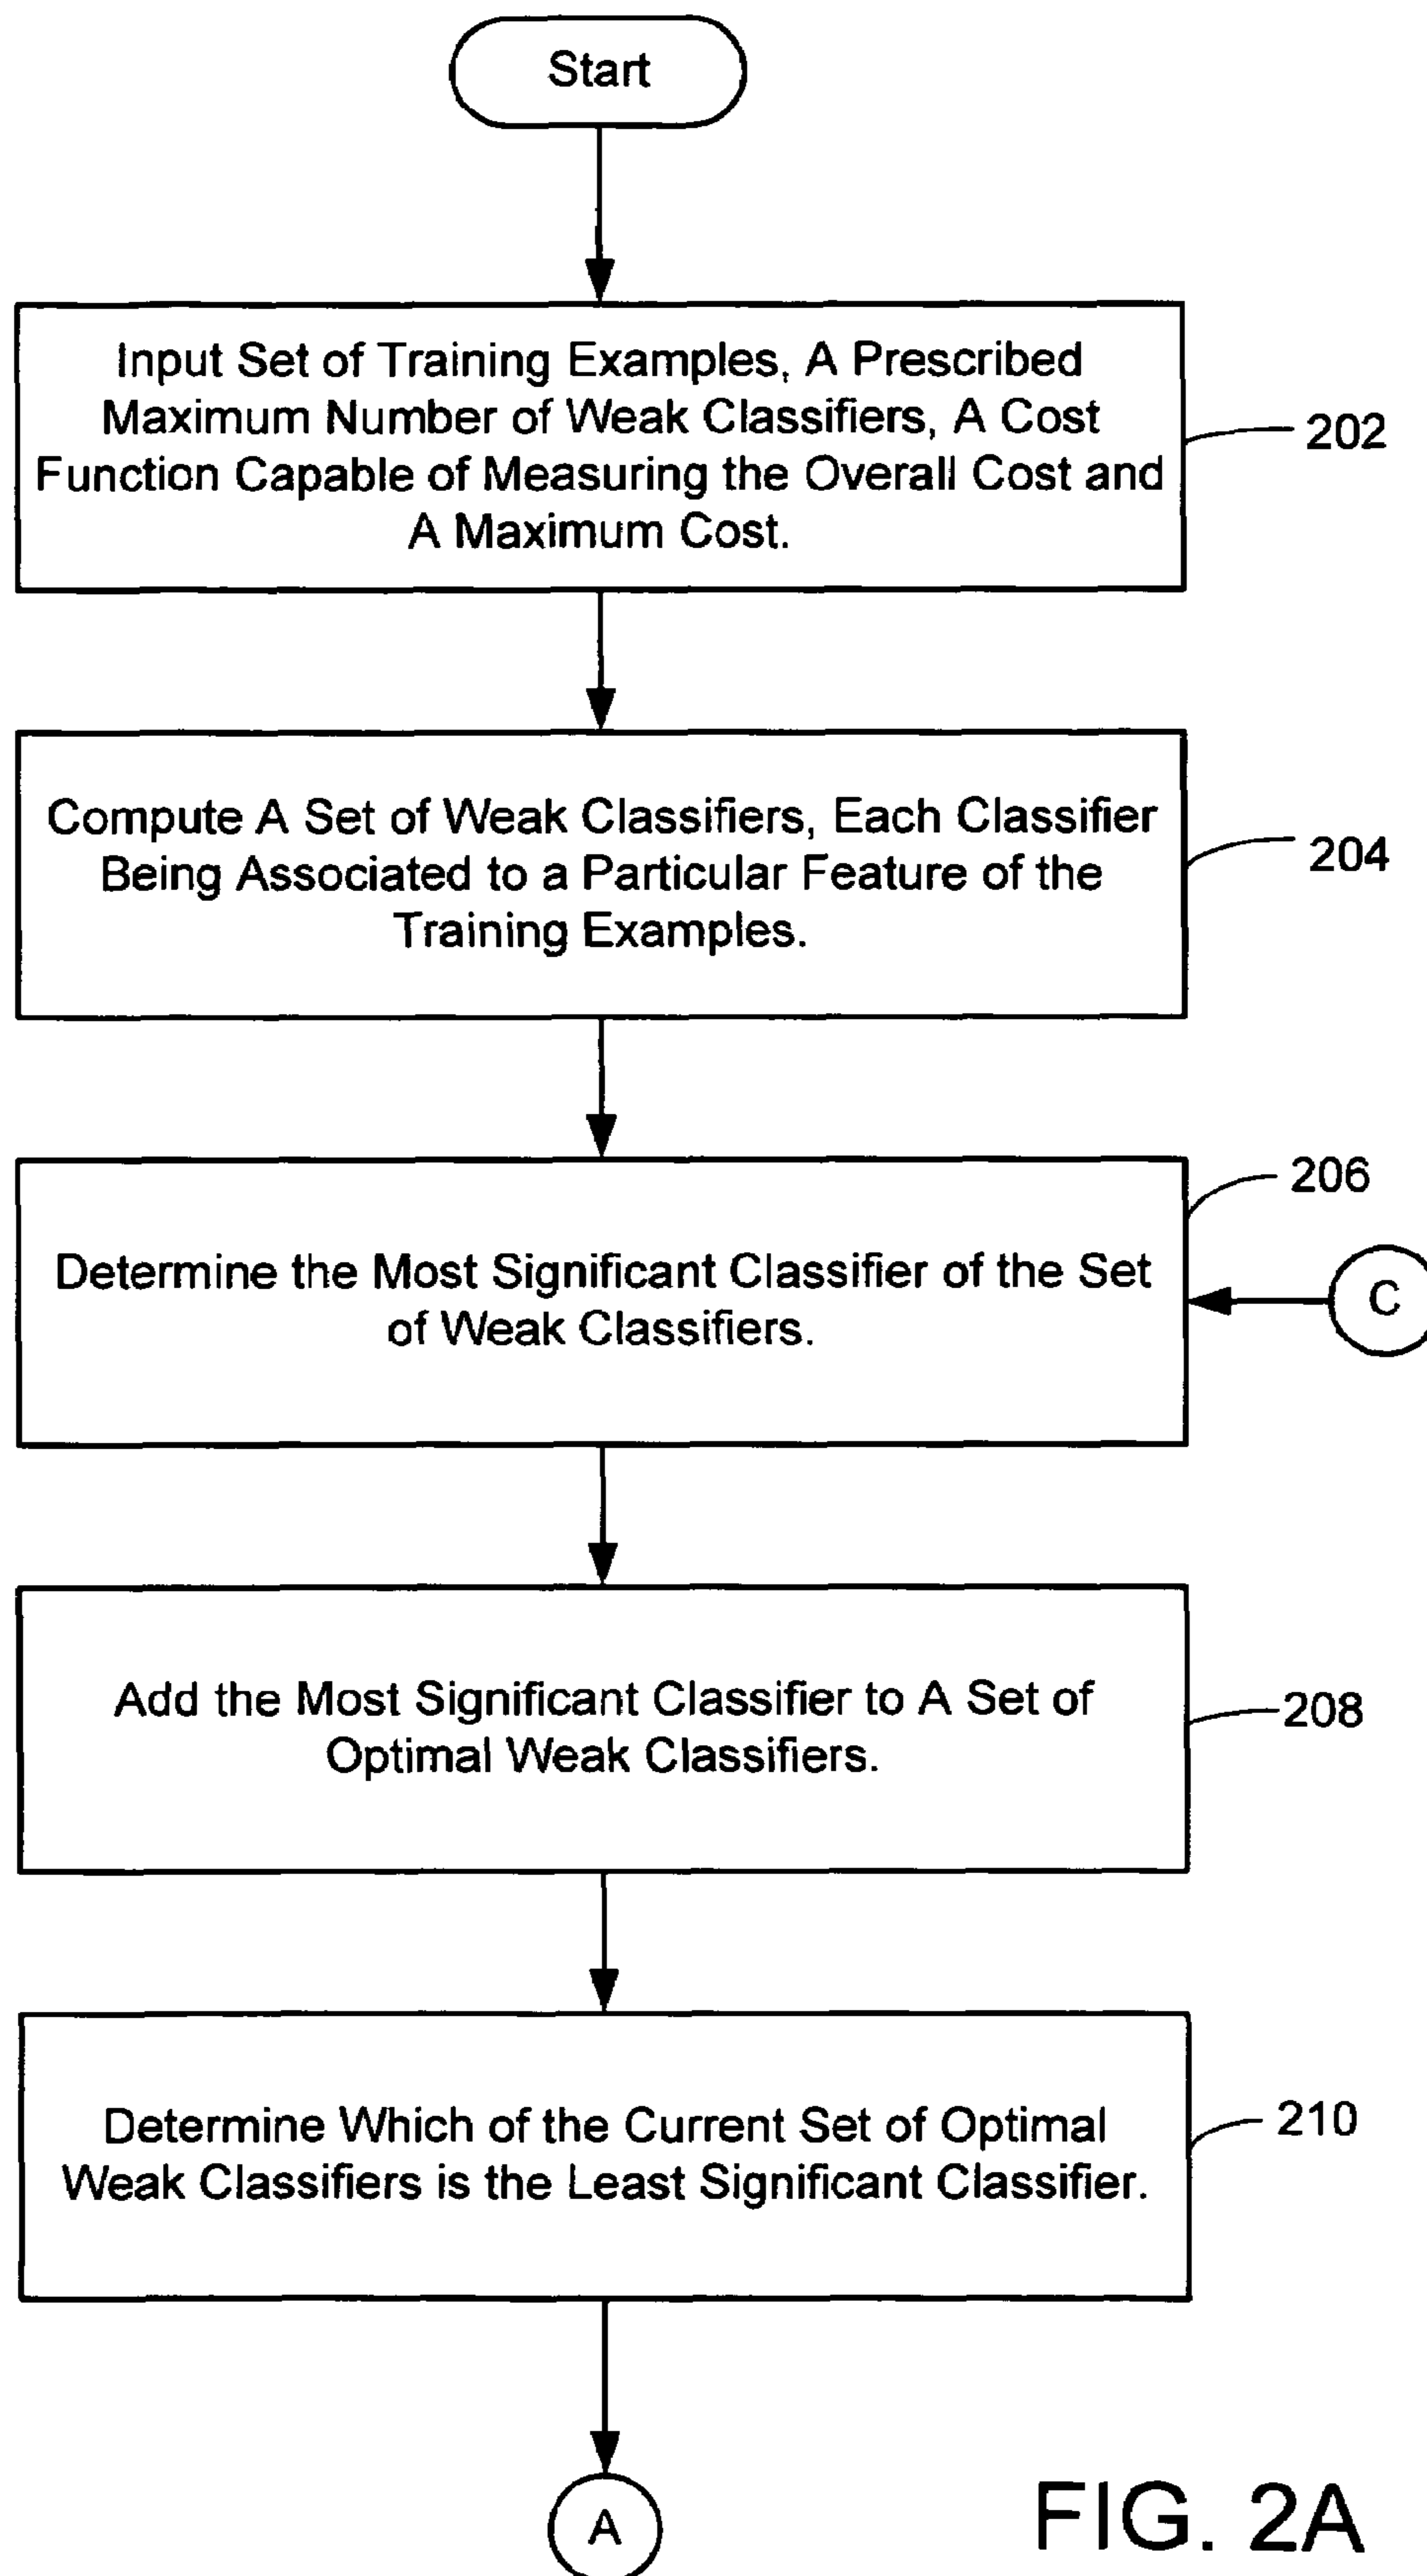 Start
Input Set of Training Examples, A Prescribed
Maximum Number of Weak Classifiers, A Cost
Function Capable of Measuring the Overall Cost and
A Maximum Cost.
202
Compute A Set of Weak Classifiers, Each Classifier
Being Associated to a Particular Feature of the
Training Examples.
204
206
Determine the Most Significant Classifier of the Set
of Weak Classifiers.
C
Add the Most Significant Classifier to A Set of
Optimal Weak Classifiers.
208
Determine Which of the Current Set of Optimal
Weak Classifiers is the Least Significant Classifier.
210
A
FIG. 2A